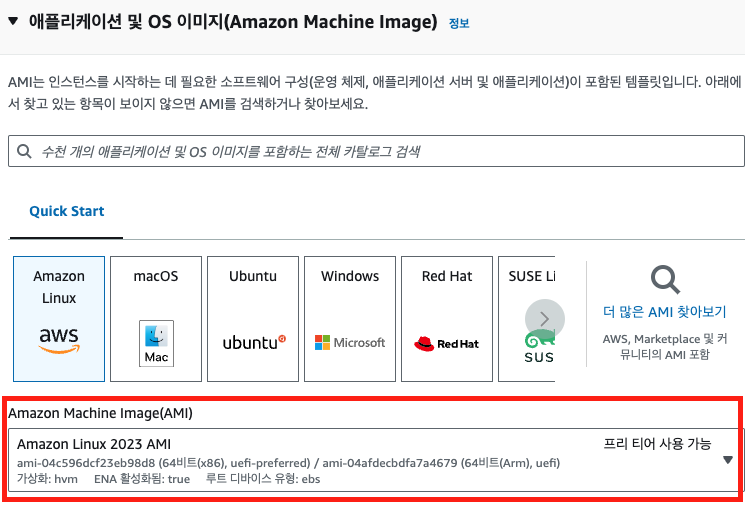 애플리케이션 및 OS 이미지(Amazon Machine Image) 정보
AMI는 인스턴스를 시작하는 데 필요한 소프트웨어 구성(운영 체제, 애플리케이션 서버 및 애플리케이션)이 포함된 템플릿입니다. 아래에
서 찾고 있는 항목이 보이지 않으면 AMI를 검색하거나 찾아보세요.
수천 개의 애플리케이션 및 OS 이미지를 포함하는 전체 카탈로그 검색
Quick Start
Amazon
Linux
aws
macOS
Mac
Ubuntu
ubuntu
Windows
Microsoft
Red Hat
Red Hat
SUSE Li
SUS
더 많은 AMI 찾아보기
AWS, Marketplace 및 커
뮤니티의 AMI 포함
Amazon Machine Image(AMI)
Amazon Linux 2023 AMI 프리 티어 사용 가능
ami-04c596dcf23eb98d8 (64비트(x86), uefi-preferred) / ami-04afdecbdfa7a4679 (64비트(Arm), uefi)
가상화: hvm ENA 활성화됨: true 루트 디바이스 유형: ebs